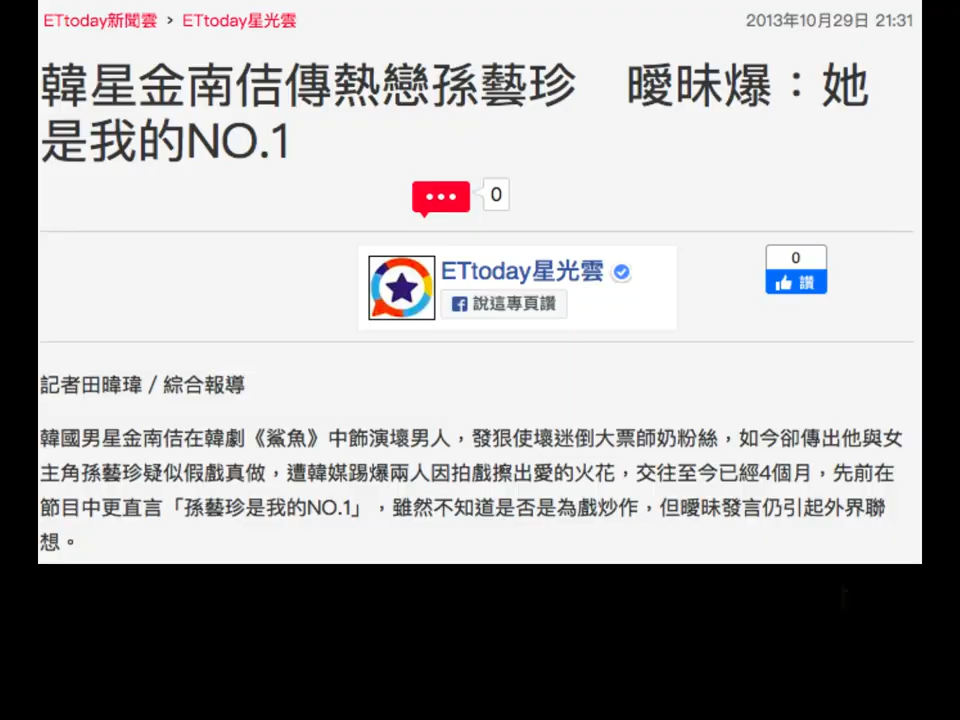 ETtoday新聞雲 > ETtoday星光雲 2013年10月29日 21:31
韓星金南佶傳熱戀孫藝珍　曖昧爆：她
是我的NO.1
0
ETtoday星光雲
說這專頁讚
0
讚
記者田暐瑋 / 綜合報導
韓國男星金南佶在韓劇《鯊魚》中飾演壞男人，發狠使壞迷倒大票師奶粉絲，如今卻傳出他與女
主角孫藝珍疑似假戲真做，遭韓媒踢爆兩人因拍戲擦出愛的火花，交往至今已經4個月，先前在
節目中更直言「孫藝珍是我的NO.1」，雖然不知道是否是為戲炒作，但曖昧發言仍引起外界聯
想。